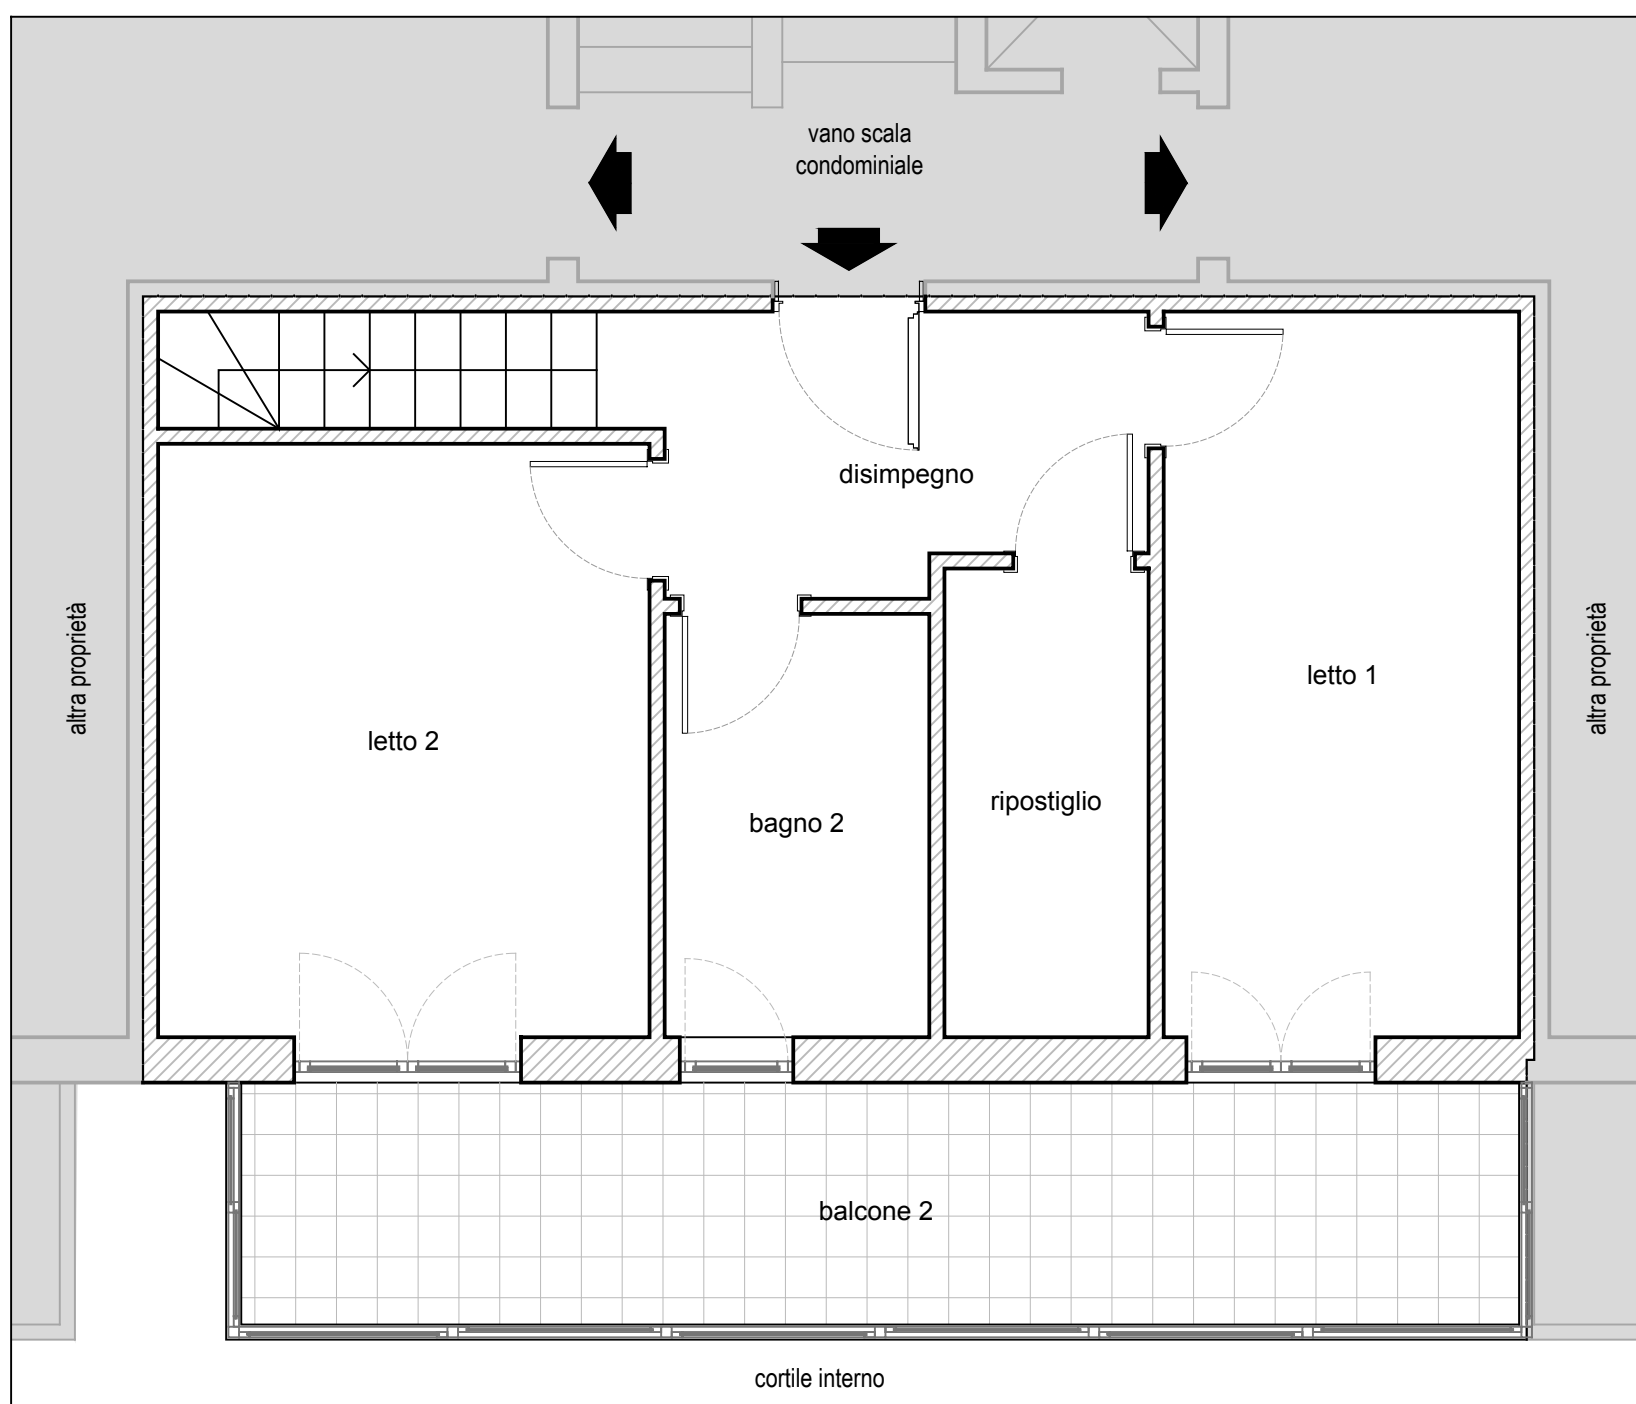 vano scala
condominiale
disimpegno
altra proprietà
altra proprietà
letto 1
letto 2
ripostiglio
bagno 2
balcone 2
cortile interno